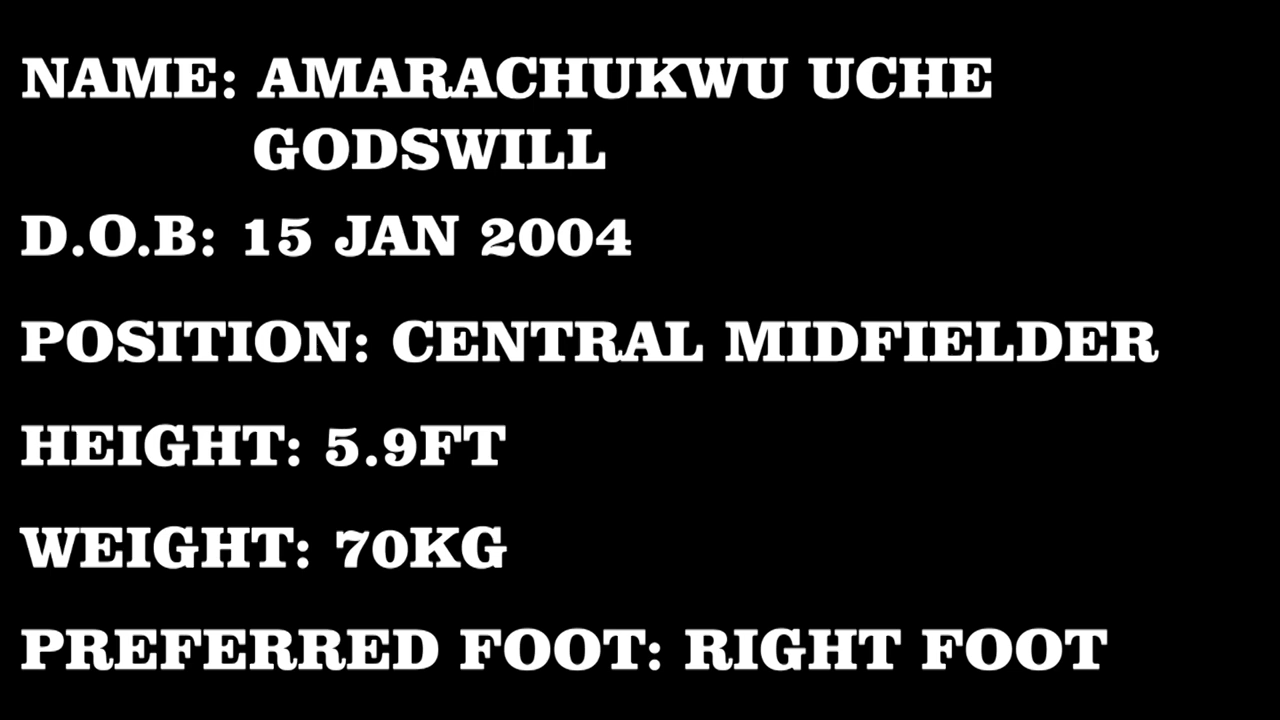 NAME: AMARACHUKWU UCHE
GODSWILL
D.O.B: 15 JAN 2004
POSITION: CENTRAL MIDFIELDER
HEIGHT: 5.9FT
WEIGHT: 70KG
PREFERRED FOOT: RIGHT FOOT